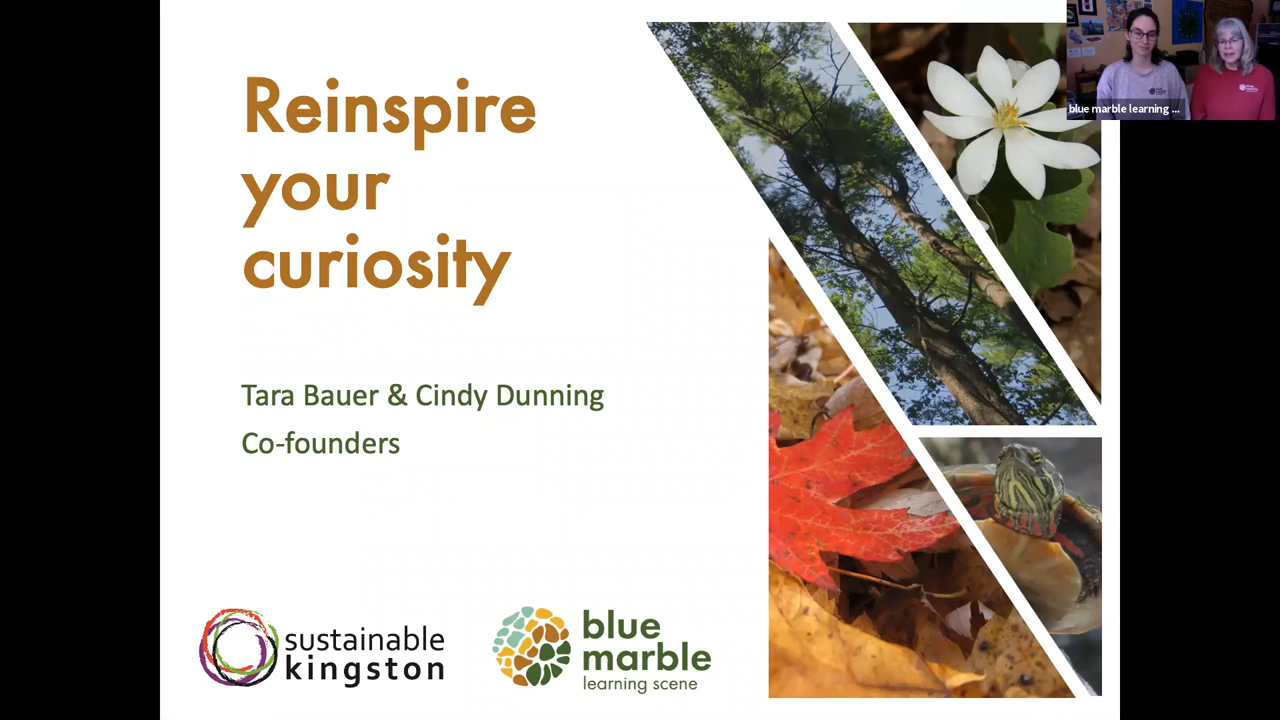 Reinspire
your
curiosity
Tara Bauer & Cindy Dunning
Co-founders
sustainable
kingston
blue
marble
learning scene
blue marble learning ...